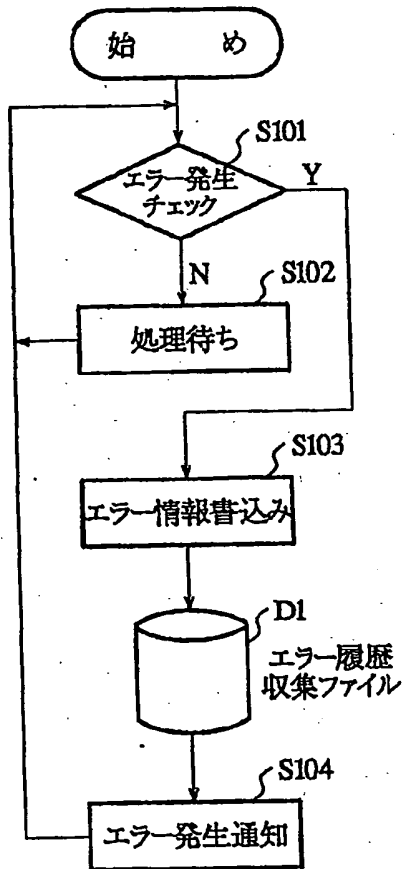 始 め
S101
エラー発生
チェック
Y
N
S102
処理待ち
S103
エラー情報書込み
D1
エラー履歴
収集ファイル
S104
エラー発生通知